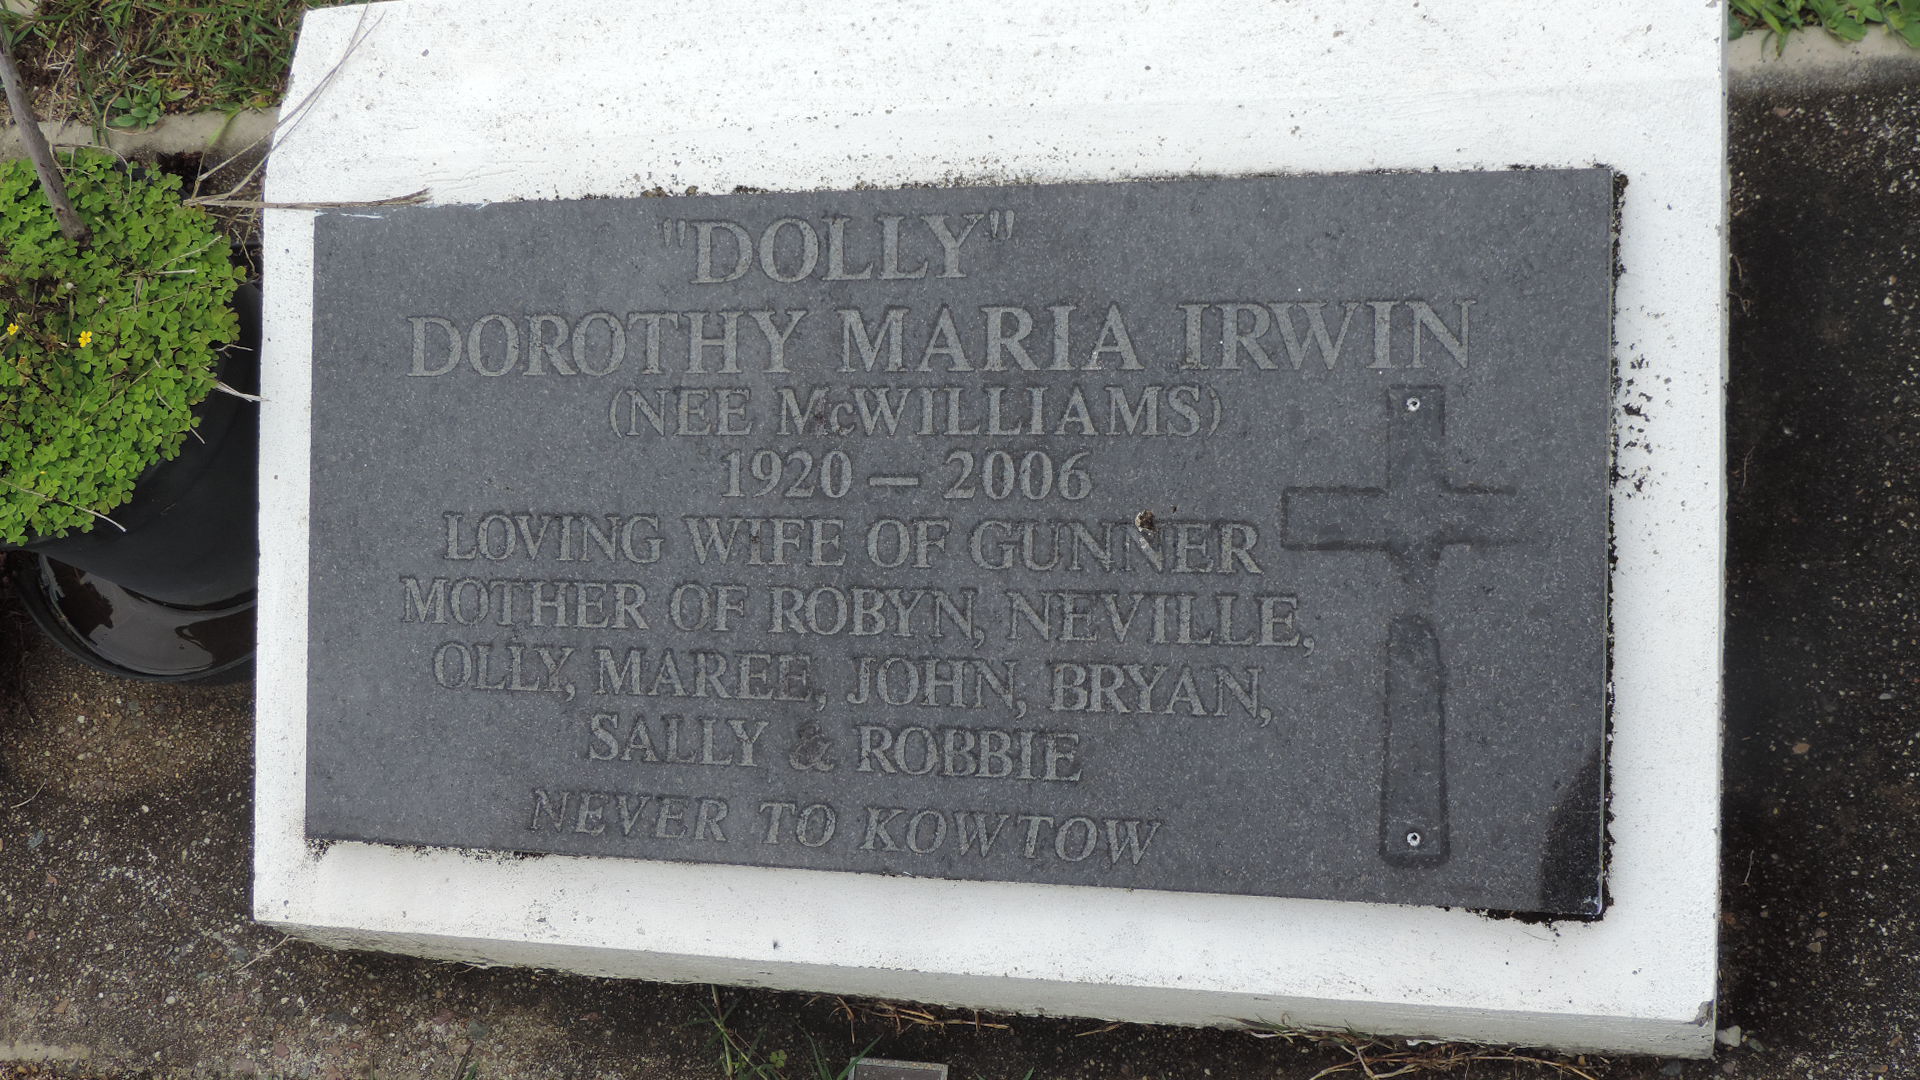 "DOLLY"
DOROTHY MARIA IRWIN
(NEE McWILLIAMS)
1920 — 2006
LOVING WIFE OF GUNNER
MOTHER OF ROBYN, NEVILLE,
OLLY, MAREE, JOHN, BRYAN,
SALLY & ROBBIE
NEVER TO KOWTOW